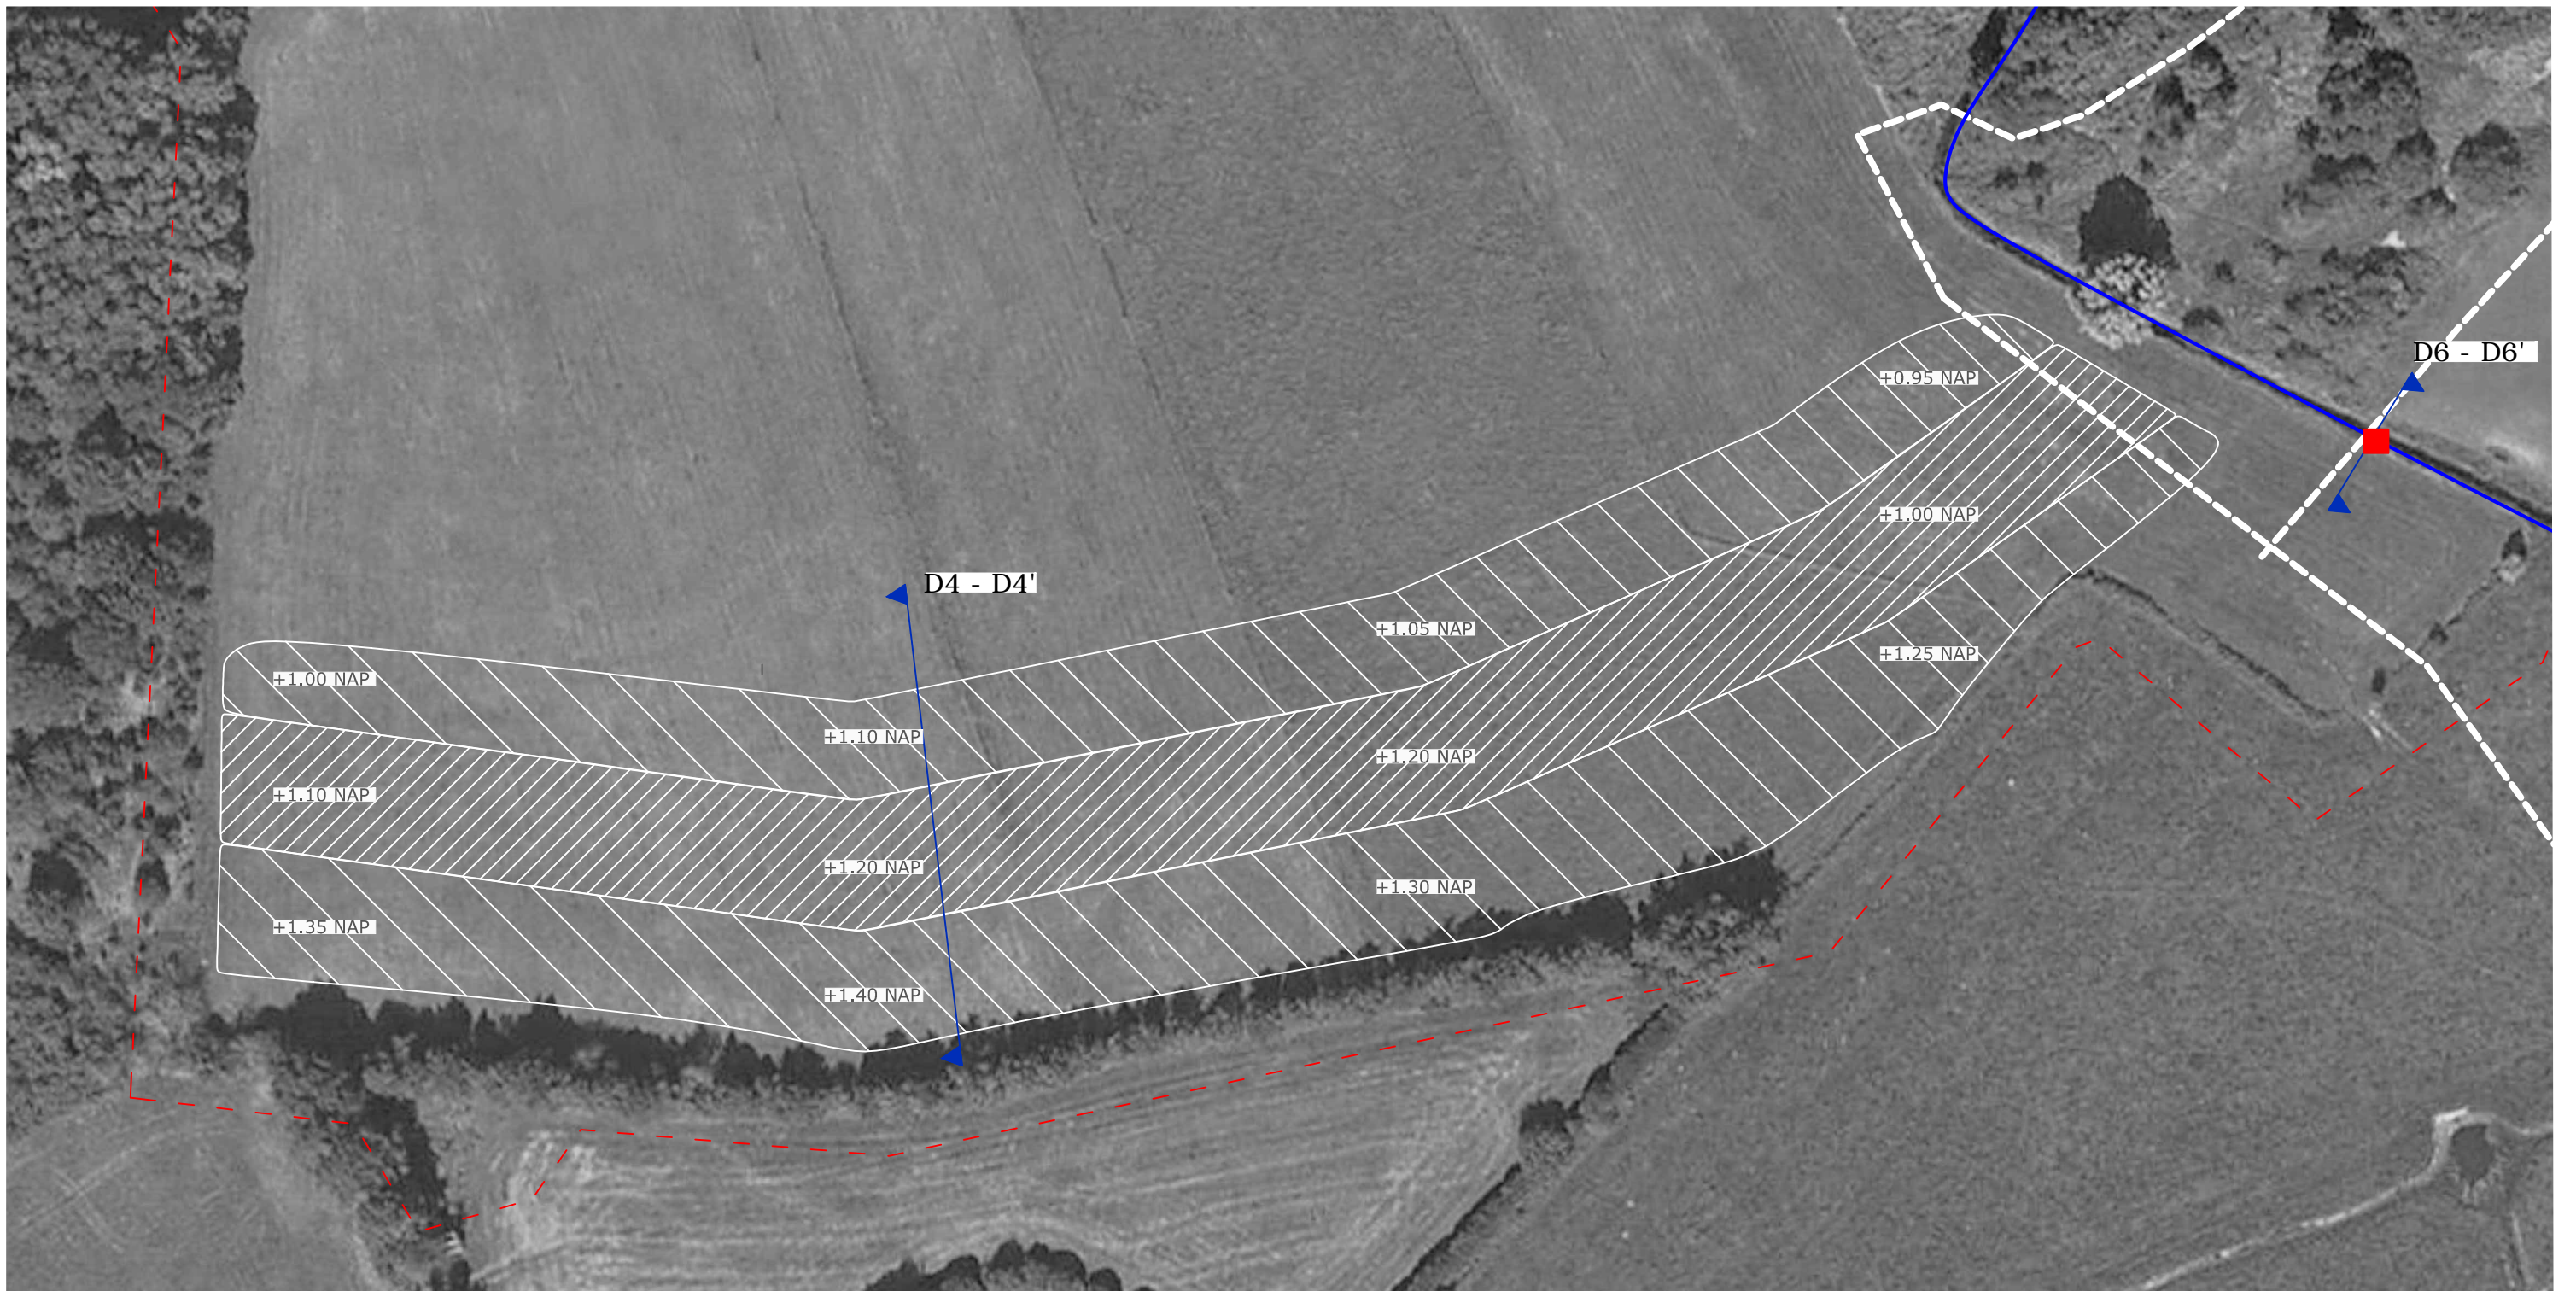 D6 - D6'
+0.95 NAP
+1.00 NAP
D4 - D4'
+1.05 NAP
+1.25 NAP
+1.00 NAP
+1.10 NAP
+1.20 NAP
+1.10 NAP
+1.20 NAP
+1.30 NAP
+1.35 NAP
+1.40 NAP